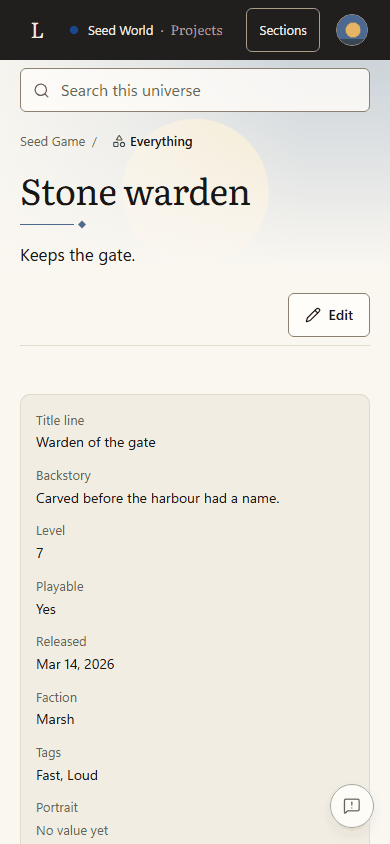 L
Seed World · Projects
Sections
Search this universe
Seed Game / Everything
Stone warden
Keeps the gate.
Edit
Title line
Warden of the gate
Backstory
Carved before the harbour had a name.
Level
7
Playable
Yes
Released
Mar 14, 2026
Faction
Marsh
Tags
Fast, Loud
Portrait
No value yet